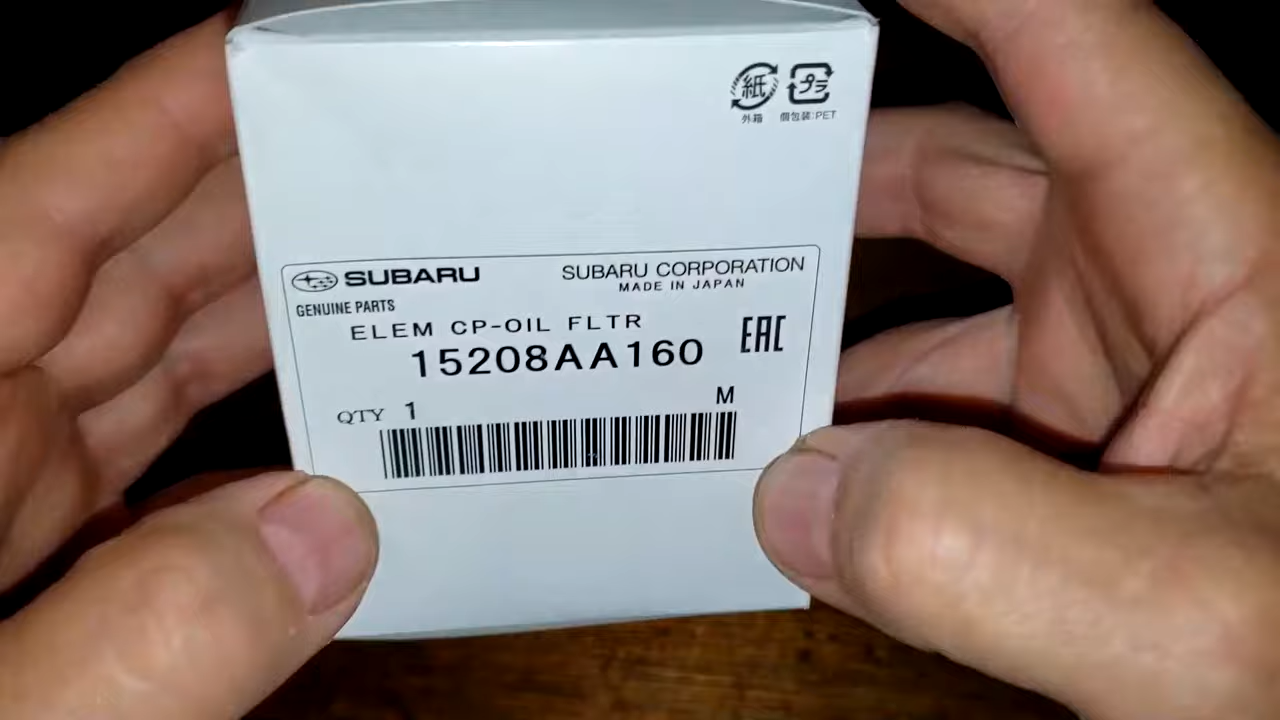 紙 プラ
外箱 個包装:PET
SUBARU SUBARU CORPORATION
MADE IN JAPAN
GENUINE PARTS
ELEM CP-OIL FLTR
15208AA160 EAC
QTY 1 M